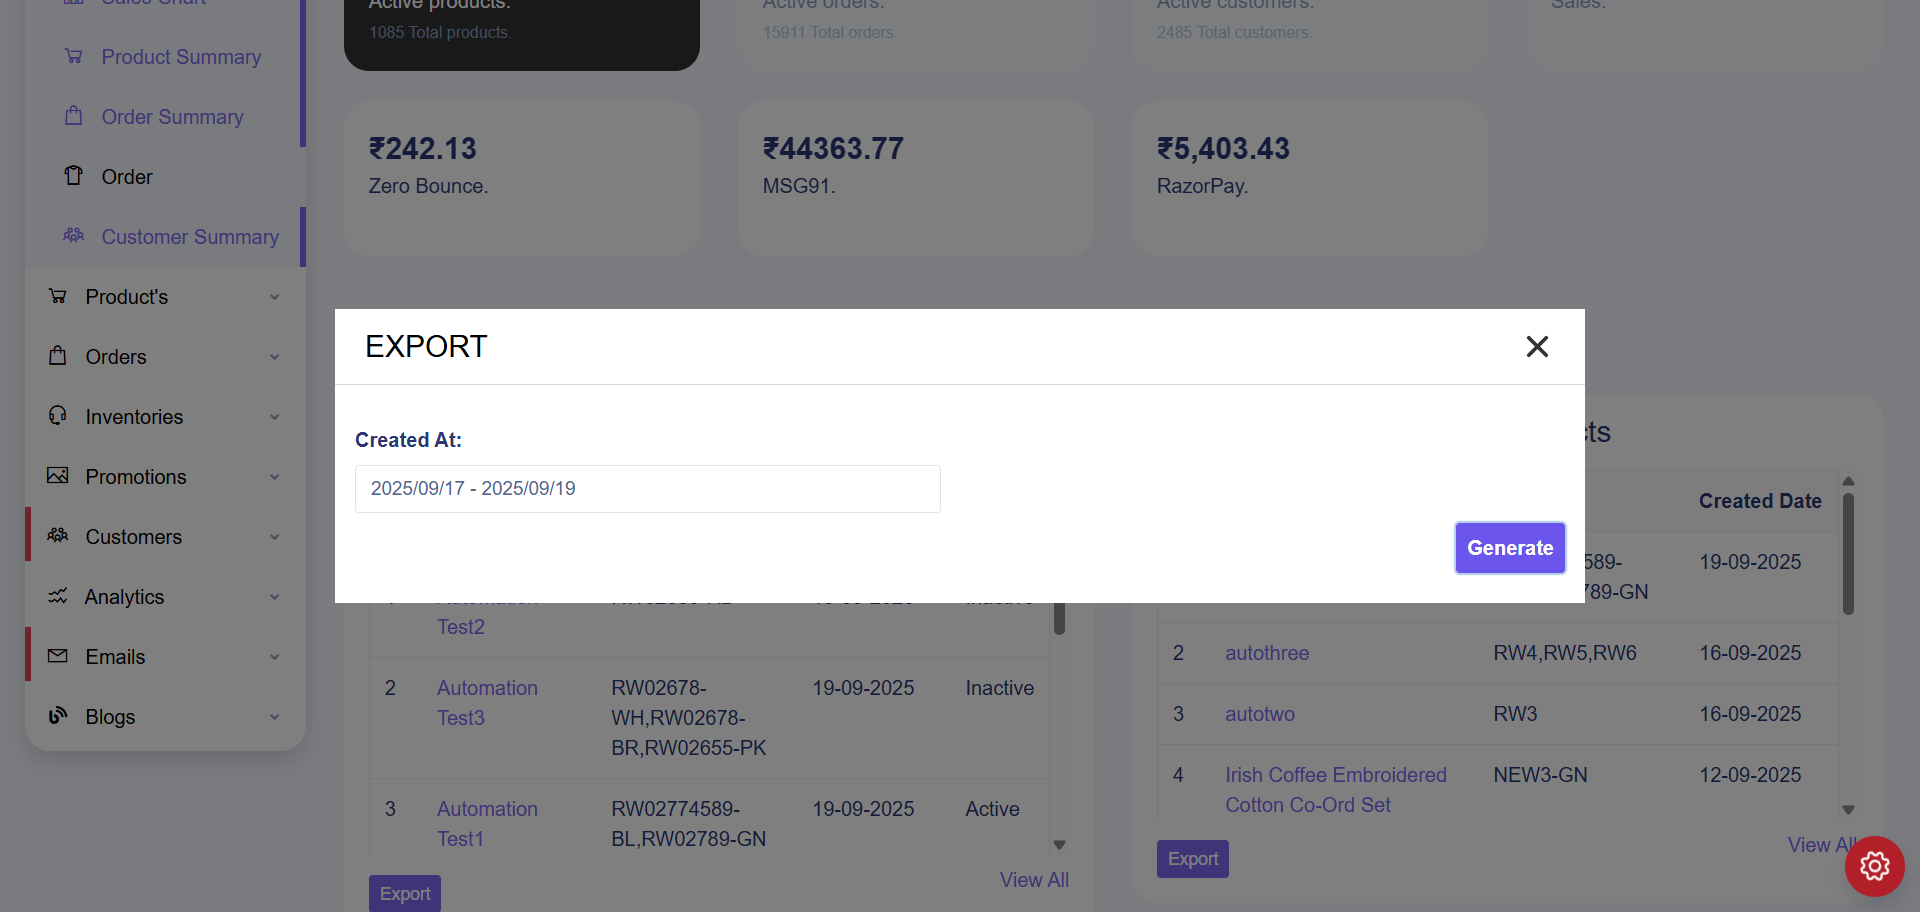 Sales Chart
Product Summary
Order Summary
Order
Customer Summary
Product's
Orders
Inventories
Promotions
Customers
Analytics
Emails
Blogs
Active products.
1085 Total products.
Active orders.
15911 Total orders.
Active customers.
2485 Total customers.
Sales.
₹242.13
Zero Bounce.
₹44363.77
MSG91.
₹5,403.43
RazorPay.
EXPORT
Created At:
2025/09/17 - 2025/09/19
Generate
Test2
2 Automation RW02678- 19-09-2025 Inactive
Test3 WH,RW02678-
BR,RW02655-PK
3 Automation RW02774589- 19-09-2025 Active
Test1 BL,RW02789-GN
View All
Export
cts
Created Date
589- 19-09-2025
789-GN
2 autothree RW4,RW5,RW6 16-09-2025
3 autotwo RW3 16-09-2025
4 Irish Coffee Embroidered NEW3-GN 12-09-2025
Cotton Co-Ord Set
View All
Export